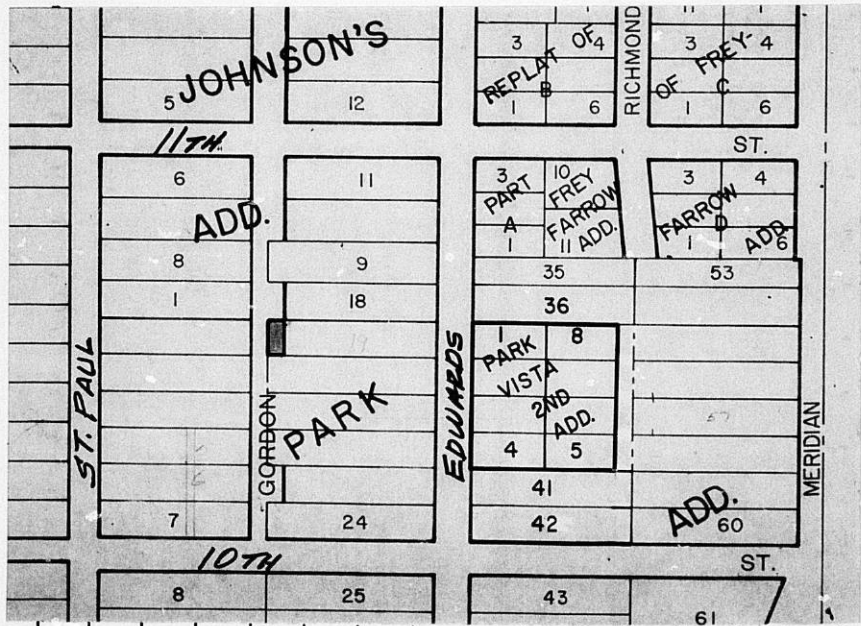 3 4 3 4
JOHNSON'S
REPLAT OF
B
OF FREY-
C
RICHMOND
5 12 1 6 1 6
11TH ST.
6 11 3 10 3 4
PART
A
FREY
FARROW
ADD.
FARROW
D
ADD.
1 11 1 6
ADD.
8 9 35 53
1 18 36
19
1 8
PARK
VISTA
2ND
ADD.
4 5
57
ST. PAUL
GORDON
PARK
EDWARDS
MERIDIAN
41
ADD.
7 24 42 60
10TH ST.
8 25 43 61